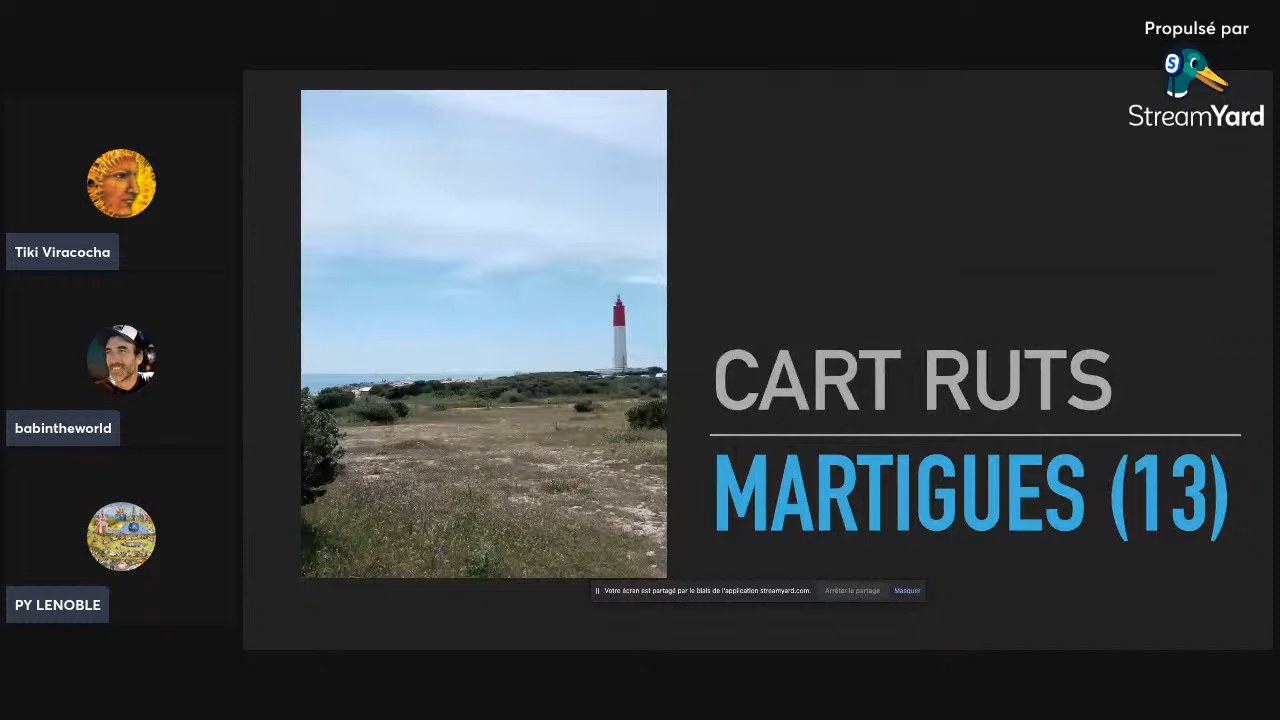 Propulsé par
StreamYard
Tiki Viracocha
babintheworld
PY LENOBLE
CART RUTS
MARTIGUES (13)
Votre écran est partagé par le biais de l'application streamyard.com. Arrêter le partage Masquer